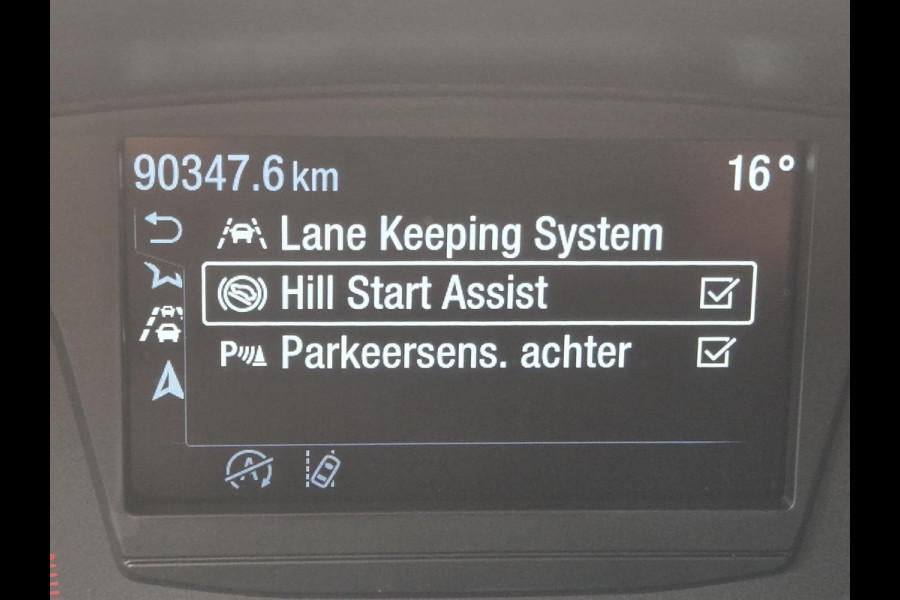 90347.6 km 16°
Lane Keeping System
Hill Start Assist
P Parkeersens. achter
A